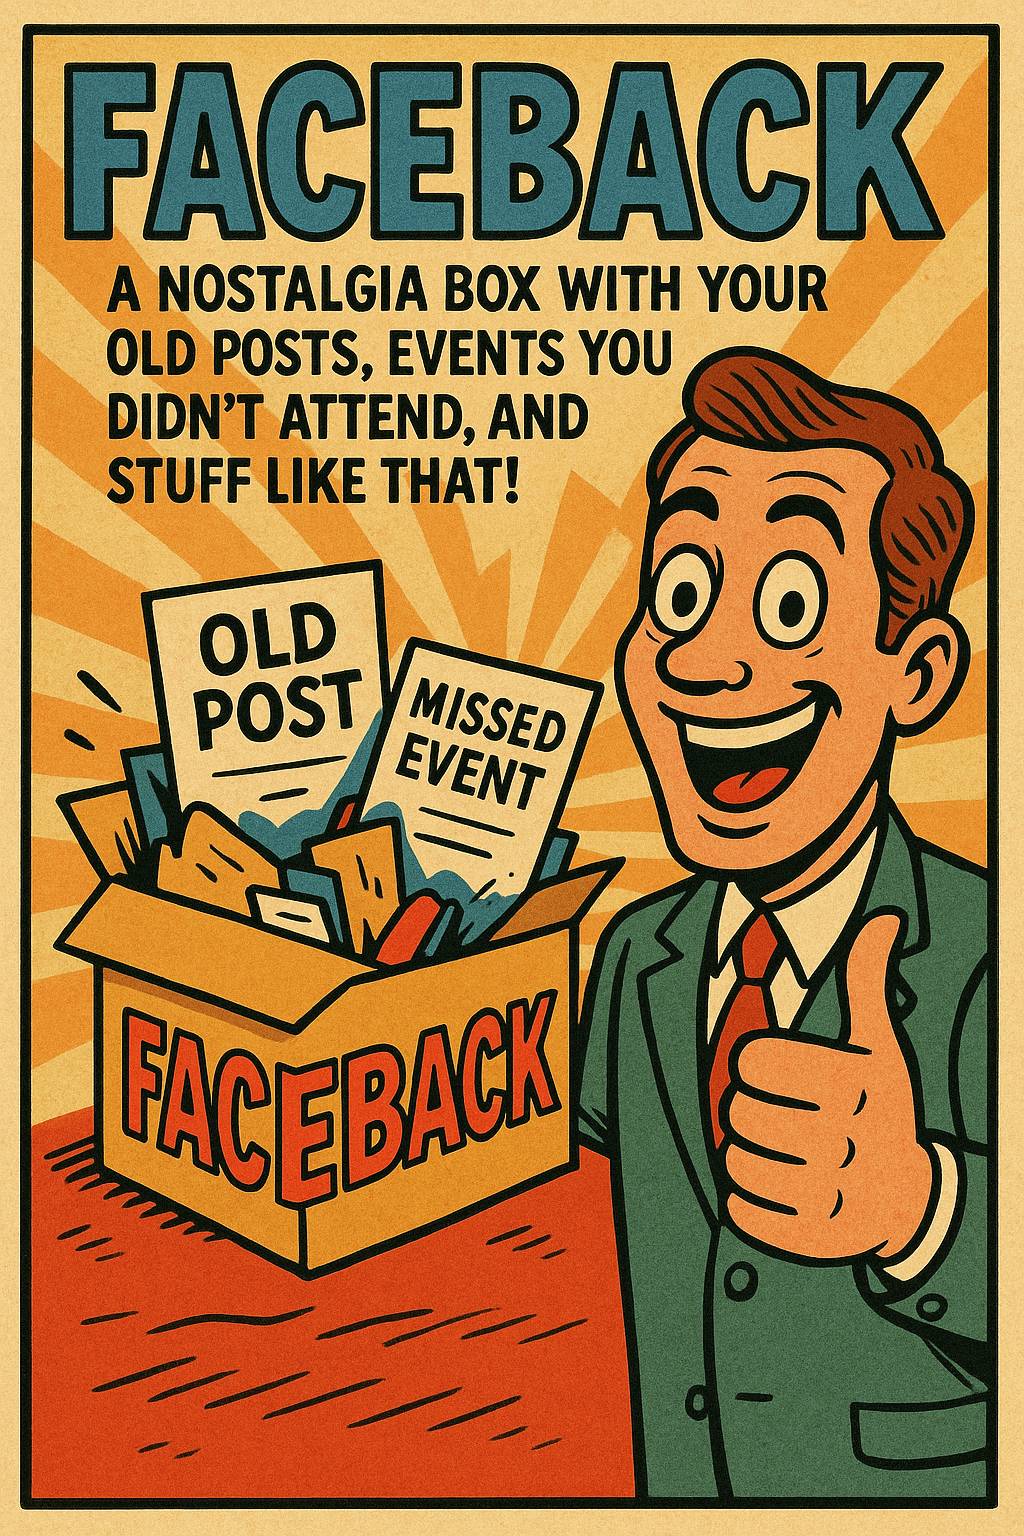 FACEBACK
A NOSTALGIA BOX WITH YOUR
OLD POSTS, EVENTS YOU
DIDN'T ATTEND, AND
STUFF LIKE THAT!
OLD
POST
MISSED
EVENT
FACEBACK